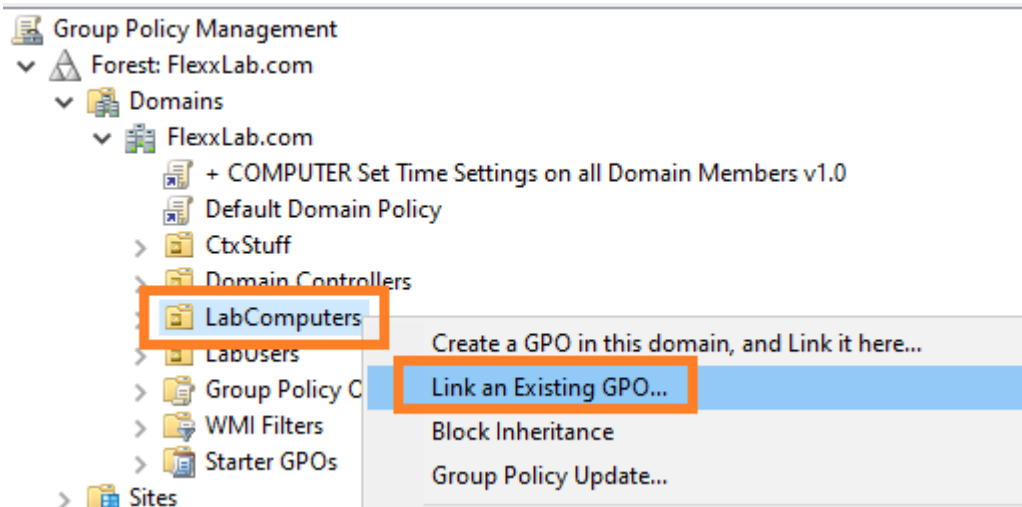 Group Policy Management
Forest: FlexxLab.com
Domains
FlexxLab.com
+ COMPUTER Set Time Settings on all Domain Members v1.0
Default Domain Policy
CtxStuff
Domain Controllers
LabComputers
LabUsers
Group Policy O
WMI Filters
Starter GPOs
Sites
Create a GPO in this domain, and Link it here...
Link an Existing GPO...
Block Inheritance
Group Policy Update...